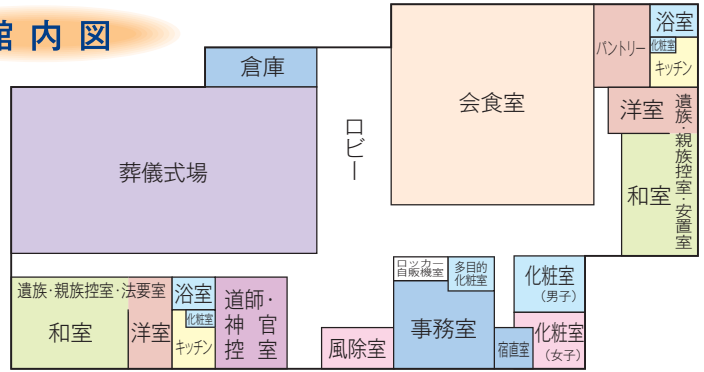 館内図
倉庫
葬儀式場
ロビー
会食室
パントリー
浴室
化粧室
キッチン
洋室
和室
遺族・親族控室・安置室
遺族・親族控室・法要室
和室
洋室
浴室
化粧室
キッチン
道師・
神官
控室
風除室
ロッカー
自販機室
多目的
化粧室
事務室
宿直室
化粧室
(男子)
化粧室
(女子)